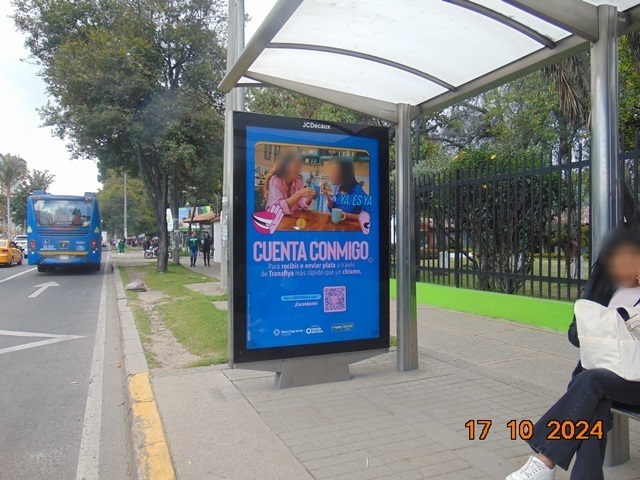 JCDecaux
YA, ES YA
CUENTA CONMIGO
Para recibir o enviar plata a través
de Transfiya más rápido que un chisme.
¡Escanéame!
17 10 2024